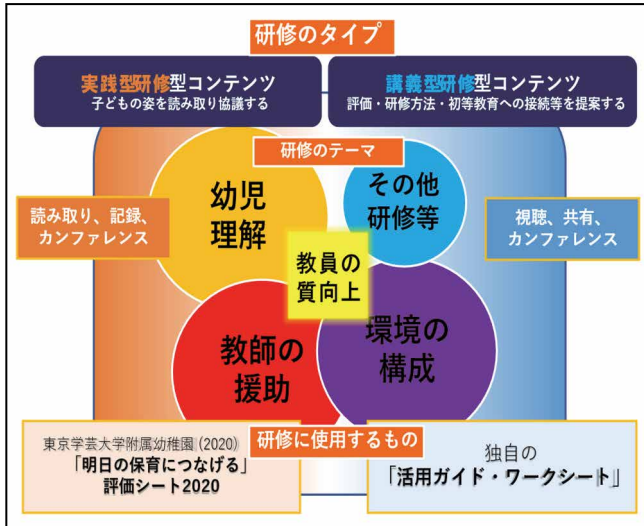 研修のタイプ
実践型研修型コンテンツ
子どもの姿を読み取り協議する
講義型研修型コンテンツ
評価・研修方法・初等教育への接続等を提案する
研修のテーマ
幼児
理解
その他
研修等
読み取り、記録、
カンファレンス
視聴、共有、
カンファレンス
教員の
質向上
教師の
援助
環境の
構成
研修に使用するもの
東京学芸大学附属幼稚園(2020)
「明日の保育につなげる」
評価シート2020
独自の
「活用ガイド・ワークシート」